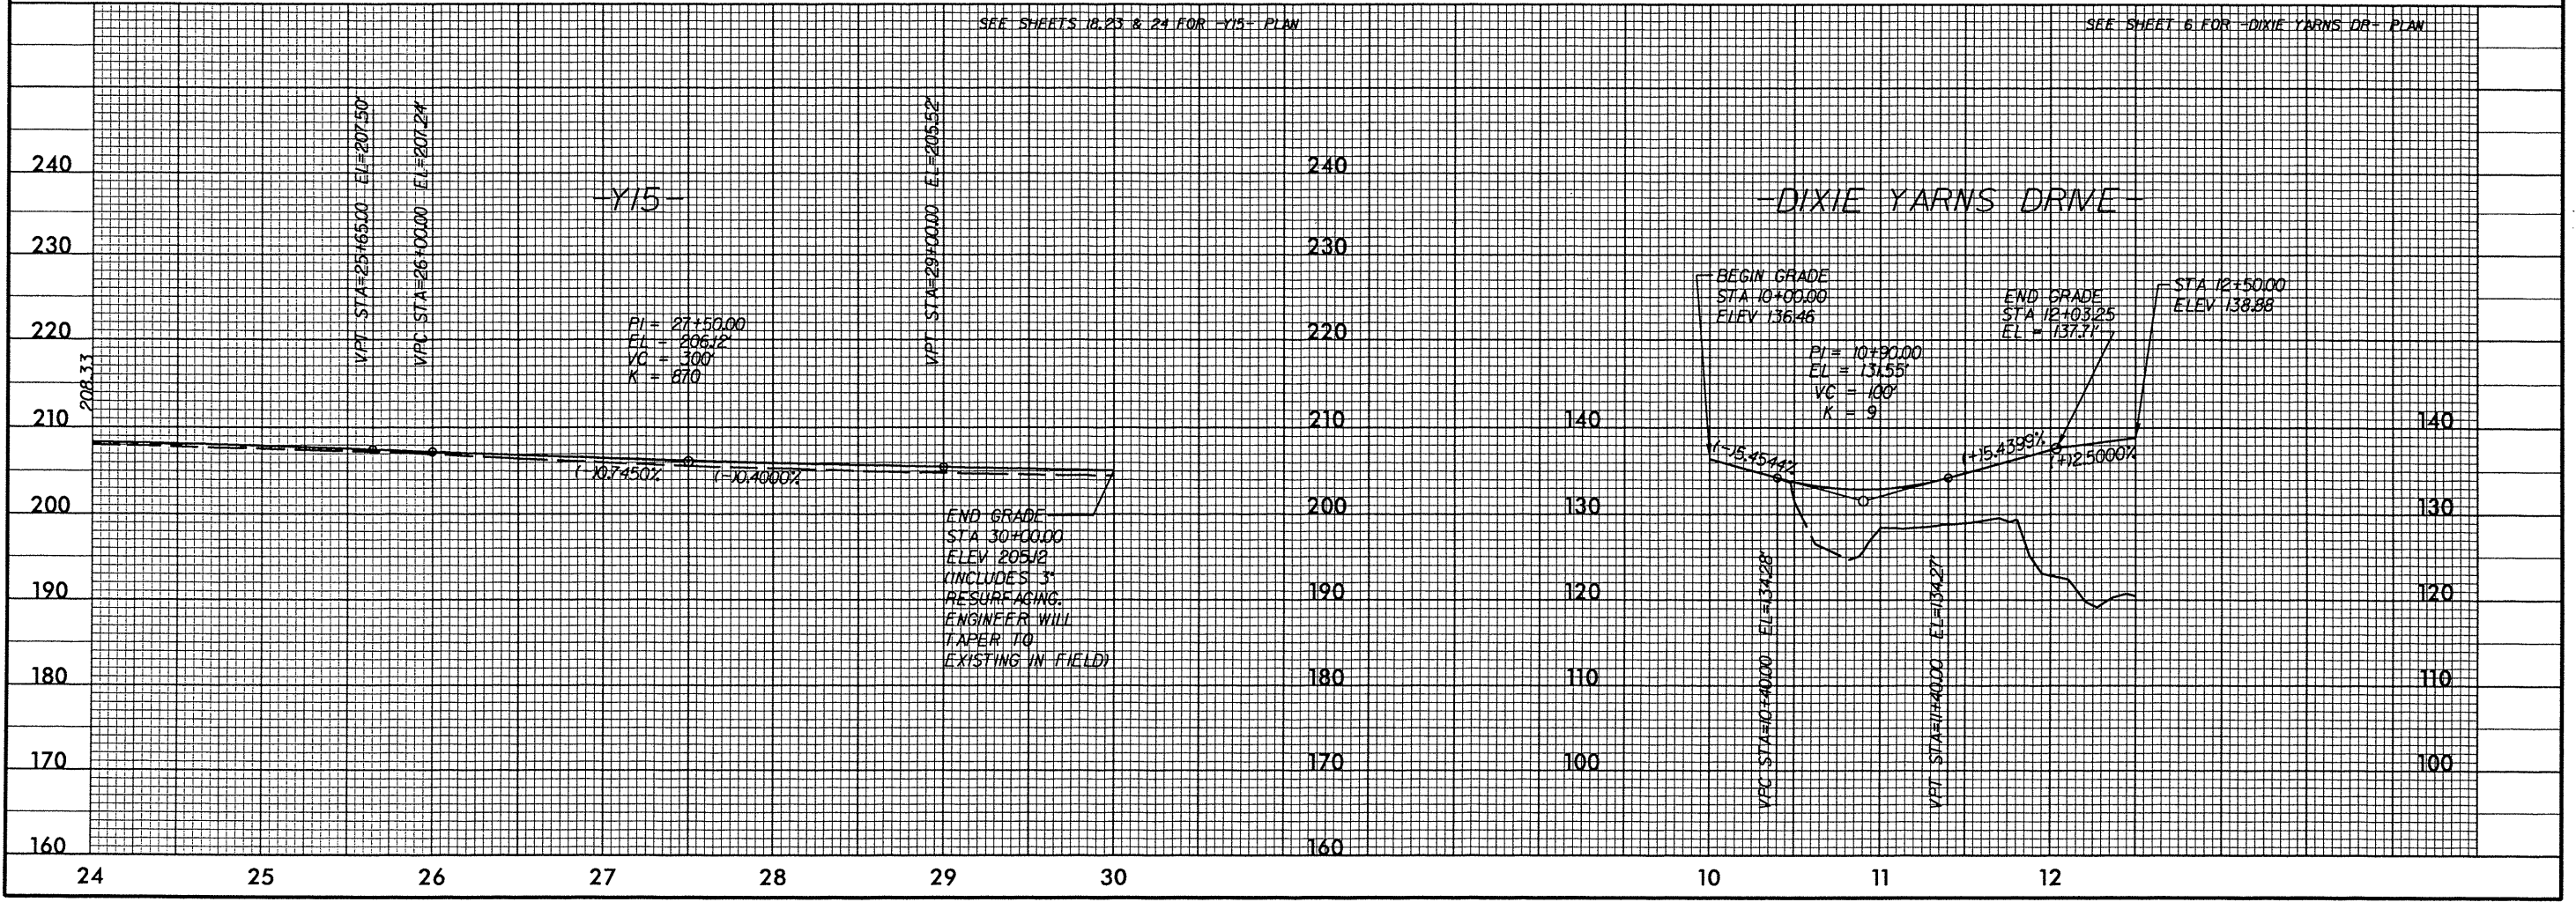 SEE SHEETS 18,23 & 24 FOR -Y15- PLAN
SEE SHEET 6 FOR -DIXIE YARNS DR- PLAN
VPT STA=25+65.00 EL=207.50'
VPC STA=26+00.00 EL=207.24'
VPT STA=29+00.00 EL=205.52'
-Y15-
-DIXIE YARNS DRIVE-
PI = 27+50.00
EL = 206.12'
VC = 300'
K = 870
208.33
(-)0.7450%
(-)0.4000%
END GRADE
STA 30+00.00
ELEV 205.12
(INCLUDES 3"
RESURFACING.
ENGINEER WILL
TAPER TO
EXISTING IN FIELD)
BEGIN GRADE
STA 10+00.00
ELEV 136.46
PI = 10+90.00
EL = 131.55'
VC = 100'
K = 9
END GRADE
STA 12+03.25
EL = 137.71'
STA 12+50.00
ELEV 138.88
(-)5.4544%
(+)5.4399%
(+)2.5000%
VPC STA=10+40.00 EL=134.28'
VPT STA=11+40.00 EL=134.27'
240
230
220
210
200
190
180
170
160
240
230
220
210
200
190
180
170
160
140
130
120
110
100
140
130
120
110
100
24 25 26 27 28 29 30 10 11 12